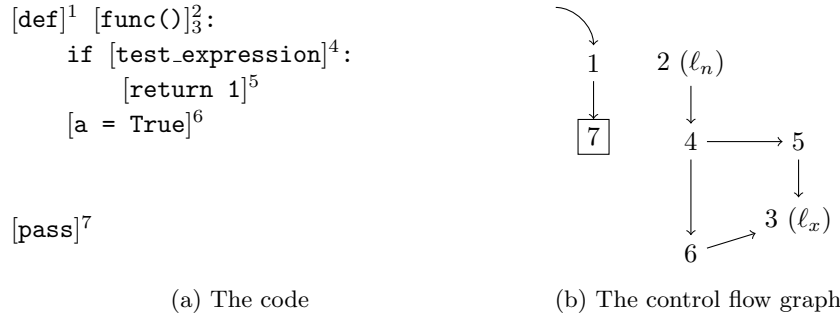 [def]¹ [func()]²₃:
    if [test_expression]⁴:
        [return 1]⁵
    [a = True]⁶
[pass]⁷
(a) The code
1 2 (ℓₙ)
7 4 5
3 (ℓₓ)
6
(b) The control flow graph